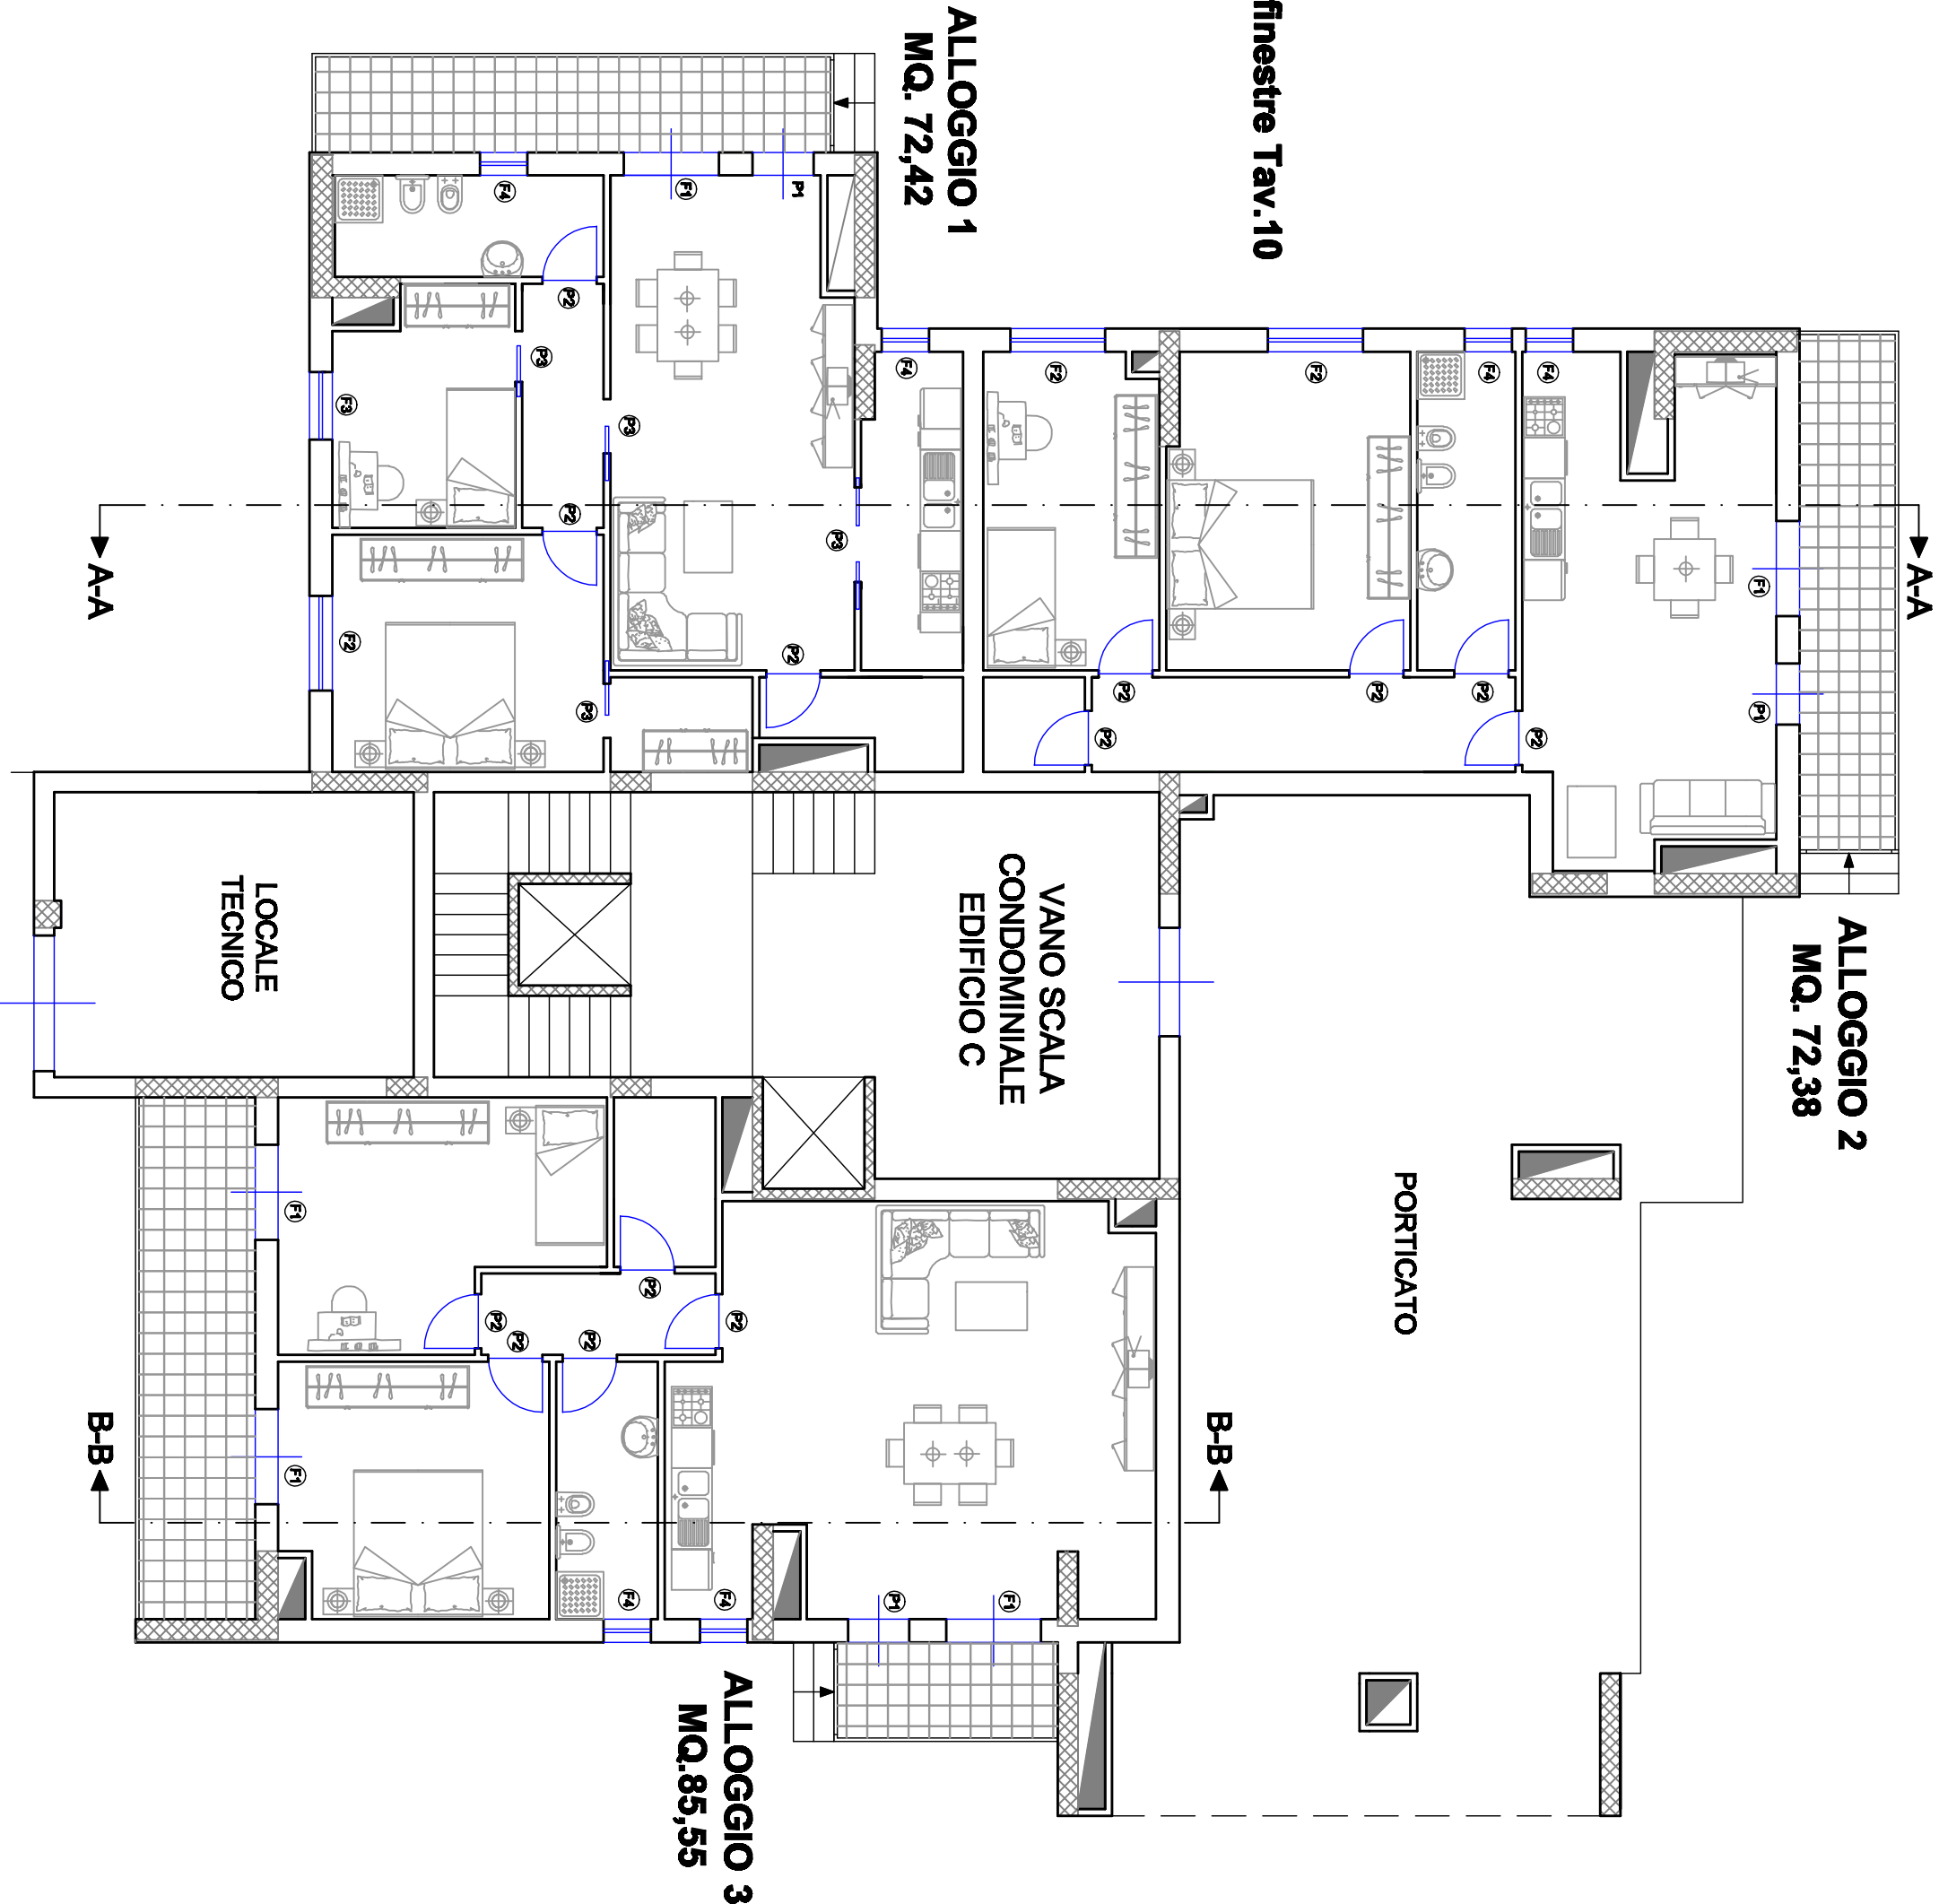 finestre Tav.10
ALLOGGIO 1
MQ. 72,42
ALLOGGIO 2
MQ. 72,38
ALLOGGIO 3
MQ.85,55
VANO SCALA
CONDOMINIALE
EDIFICIO C
LOCALE
TECNICO
PORTICATO
A-A
A-A
B-B
B-B
F4
F1
P1
P2
P3
F3
P3
P2
F2
P3
P3
P2
F4
F2
F2
F4
F4
F1
P1
P2
P2
P2
P2
P2
F1
P2
P2
P2
P2
P2
F1
F4
F4
P1
F1